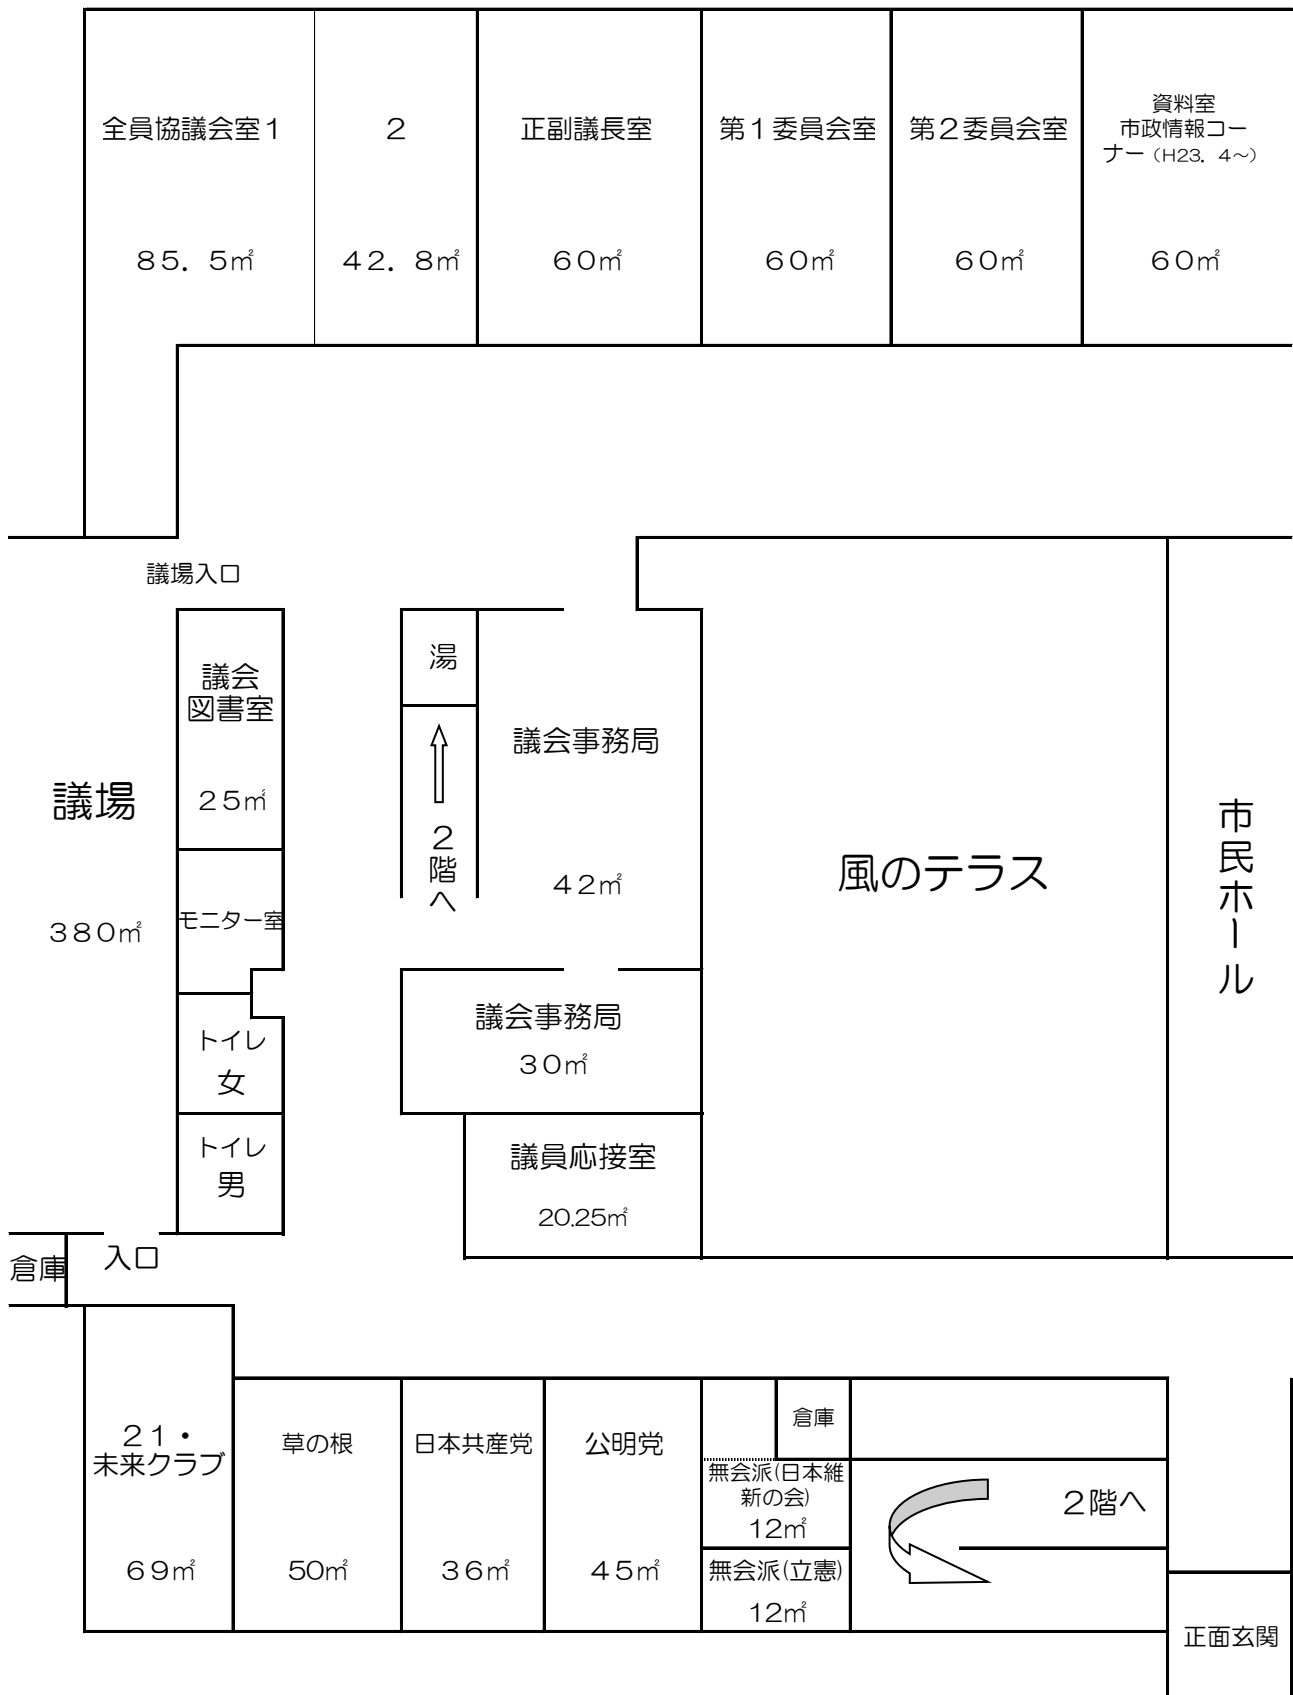 全員協議会室１
８５．５㎡
２
４２．８㎡
正副議長室
６０㎡
第１委員会室
６０㎡
第２委員会室
６０㎡
資料室
市政情報コー
ナー（H23．4～）
６０㎡
議場入口
議会
図書室
２５㎡
湯
議会事務局
４２㎡
２
階
へ
議場
３８０㎡
モニター室
風のテラス
市
民
ホ
ー
ル
議会事務局
３０㎡
トイレ
女
トイレ
男
議員応接室
20.25㎡
倉庫
入口
２１・
未来クラブ
６９㎡
草の根
50㎡
日本共産党
３６㎡
公明党
４５㎡
倉庫
無会派(日本維
新の会)
12㎡
無会派(立憲)
12㎡
２階へ
正面玄関